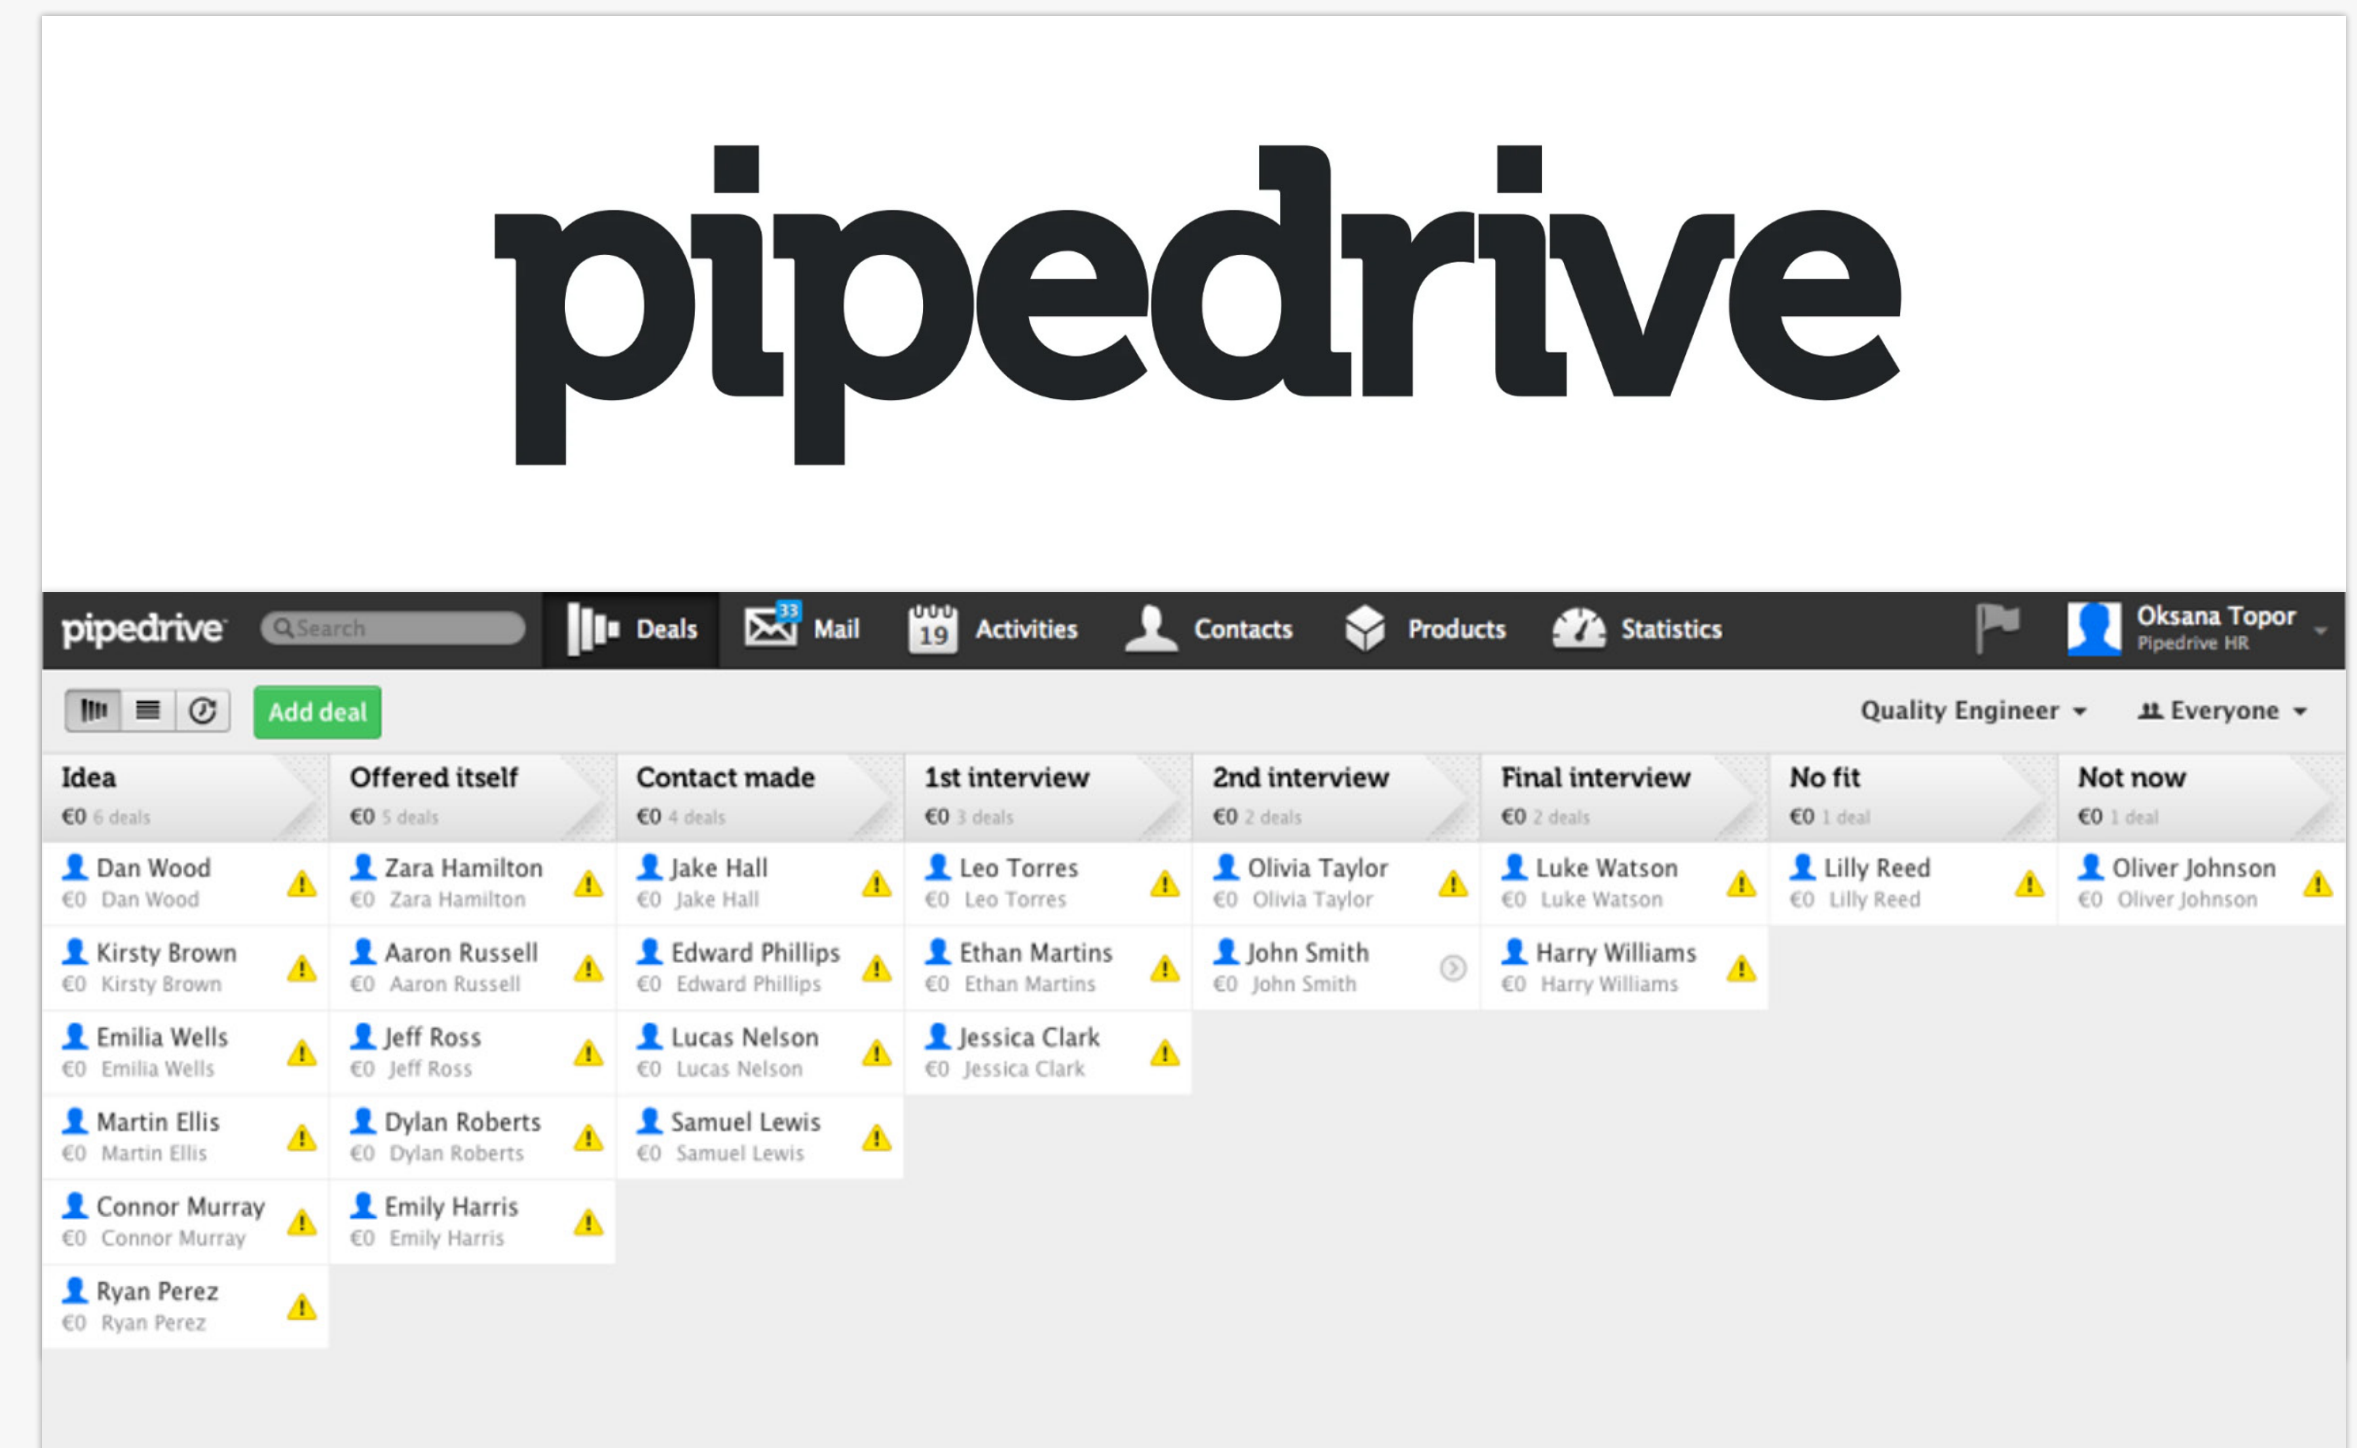 pipedrive
pipedrive Search Deals 33 Mail 19 Activities Contacts Products Statistics Oksana Topor
Pipedrive HR
Add deal Quality Engineer Everyone
Idea Offered itself Contact made 1st interview 2nd interview Final interview No fit Not now
€0 6 deals €0 5 deals €0 4 deals €0 3 deals €0 2 deals €0 2 deals €0 1 deal €0 1 deal
Dan Wood Zara Hamilton Jake Hall Leo Torres Olivia Taylor Luke Watson Lilly Reed Oliver Johnson
€0 Dan Wood €0 Zara Hamilton €0 Jake Hall €0 Leo Torres €0 Olivia Taylor €0 Luke Watson €0 Lilly Reed €0 Oliver Johnson
Kirsty Brown Aaron Russell Edward Phillips Ethan Martins John Smith Harry Williams
€0 Kirsty Brown €0 Aaron Russell €0 Edward Phillips €0 Ethan Martins €0 John Smith €0 Harry Williams
Emilia Wells Jeff Ross Lucas Nelson Jessica Clark
€0 Emilia Wells €0 Jeff Ross €0 Lucas Nelson €0 Jessica Clark
Martin Ellis Dylan Roberts Samuel Lewis
€0 Martin Ellis €0 Dylan Roberts €0 Samuel Lewis
Connor Murray Emily Harris
€0 Connor Murray €0 Emily Harris
Ryan Perez
€0 Ryan Perez